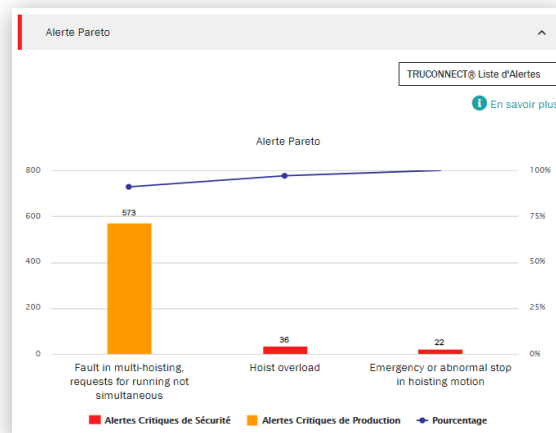 Alerte Pareto
TRUCONNECT® Liste d'Alertes
En savoir plus
Alerte Pareto
800
100%
600
75%
400
50%
200
25%
0
0%
573
36
22
Fault in multi-hoisting,
requests for running not
simultaneous
Hoist overload
Emergency or abnormal stop
in hoisting motion
Alertes Critiques de Sécurité
Alertes Critiques de Production
Pourcentage